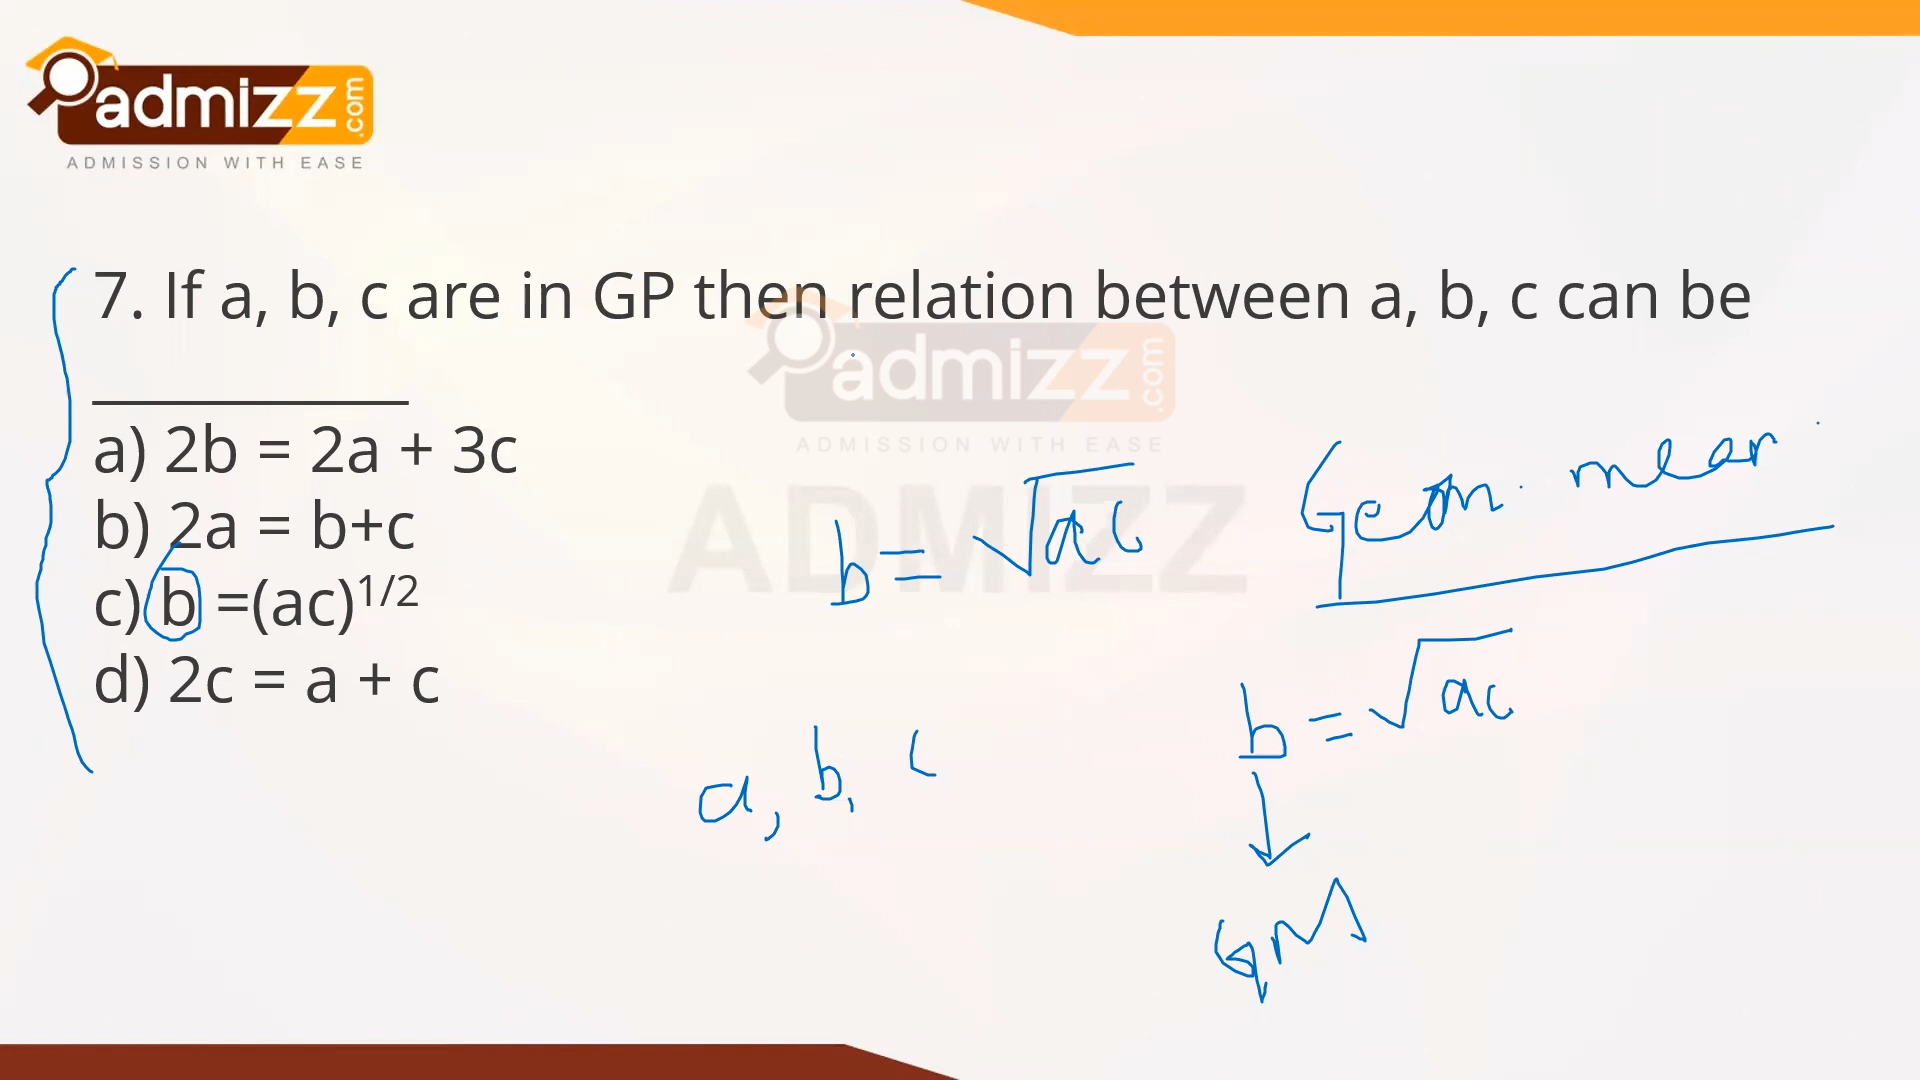 admizz.com
ADMISSION WITH EASE
7. If a, b, c are in GP then relation between a, b, c can be
____________
a) 2b = 2a + 3c
b) 2a = b+c
c) b =(ac)^1/2
d) 2c = a + c
admizz.com
ADMISSION WITH EASE
ADMIZZ
b = √ac
Geom. mean
b = √ac
a, b, c
GM